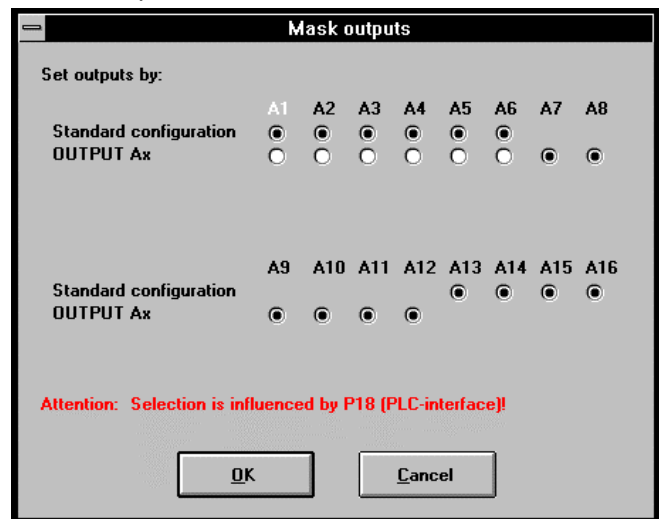 Mask outputs
Set outputs by:
A1 A2 A3 A4 A5 A6 A7 A8
Standard configuration
OUTPUT Ax
A9 A10 A11 A12 A13 A14 A15 A16
Standard configuration
OUTPUT Ax
Attention: Selection is influenced by P18 (PLC-interface)!
OK Cancel